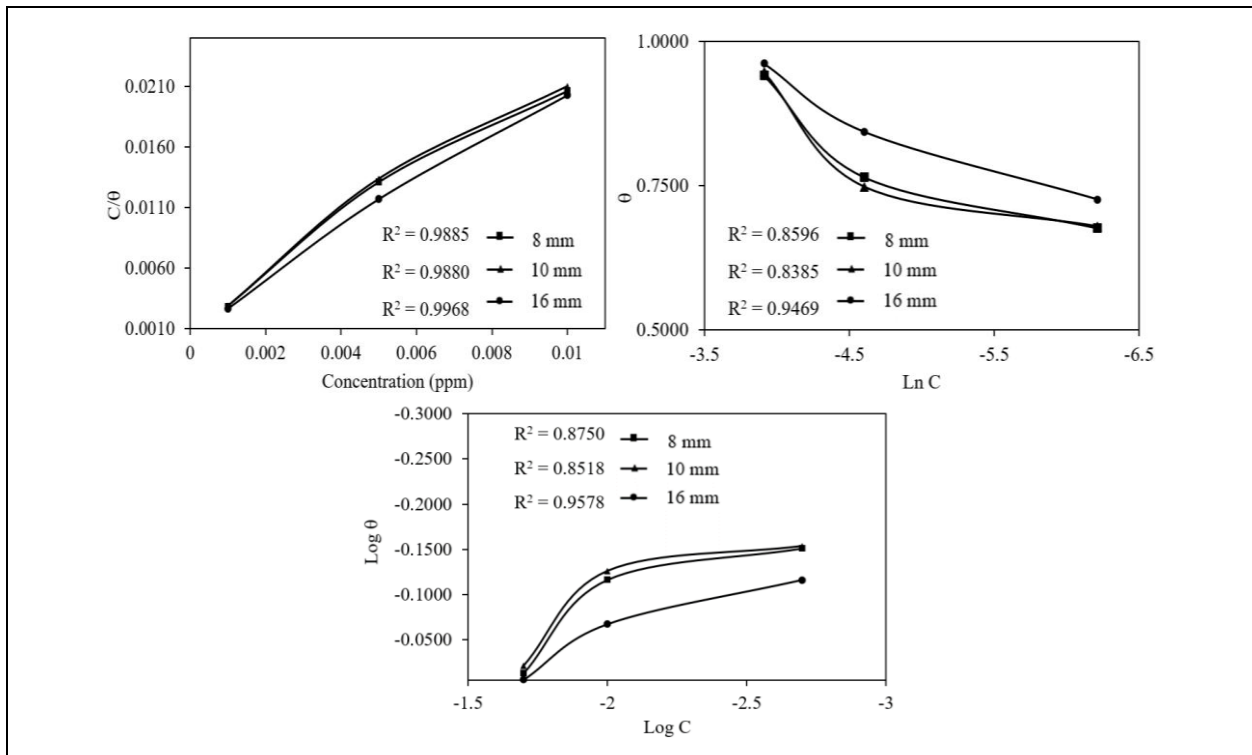 C/θ
0.0210
0.0160
0.0110
0.0060
0.0010
0 0.002 0.004 0.006 0.008 0.01
Concentration (ppm)
R² = 0.9885 8 mm
R² = 0.9880 10 mm
R² = 0.9968 16 mm
θ
1.0000
0.7500
0.5000
-3.5 -4.5 -5.5 -6.5
Ln C
R² = 0.8596 8 mm
R² = 0.8385 10 mm
R² = 0.9469 16 mm
Log θ
-0.3000
-0.2500
-0.2000
-0.1500
-0.1000
-0.0500
-1.5 -2 -2.5 -3
Log C
R² = 0.8750 8 mm
R² = 0.8518 10 mm
R² = 0.9578 16 mm